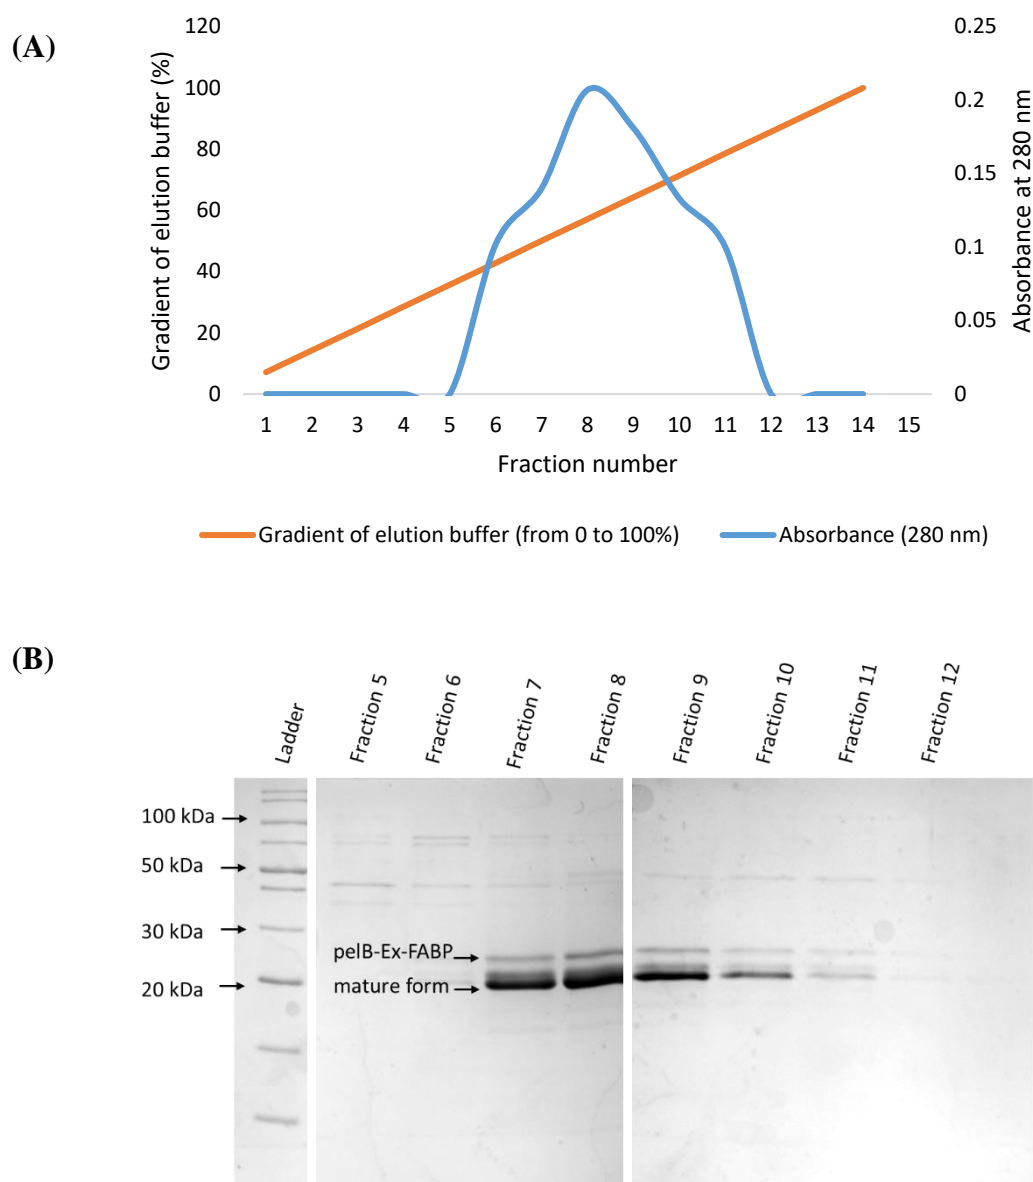 (A)
120
100
80
60
40
20
0
Gradient of elution buffer (%)
0.25
0.2
0.15
0.1
0.05
0
Absorbance at 280 nm
1 2 3 4 5 6 7 8 9 10 11 12 13 14 15
Fraction number
Gradient of elution buffer (from 0 to 100%) Absorbance (280 nm)
(B)
Ladder
Fraction 5
Fraction 6
Fraction 7
Fraction 8
Fraction 9
Fraction 10
Fraction 11
Fraction 12
100 kDa
50 kDa
30 kDa
pelB-Ex-FABP
mature form
20 kDa